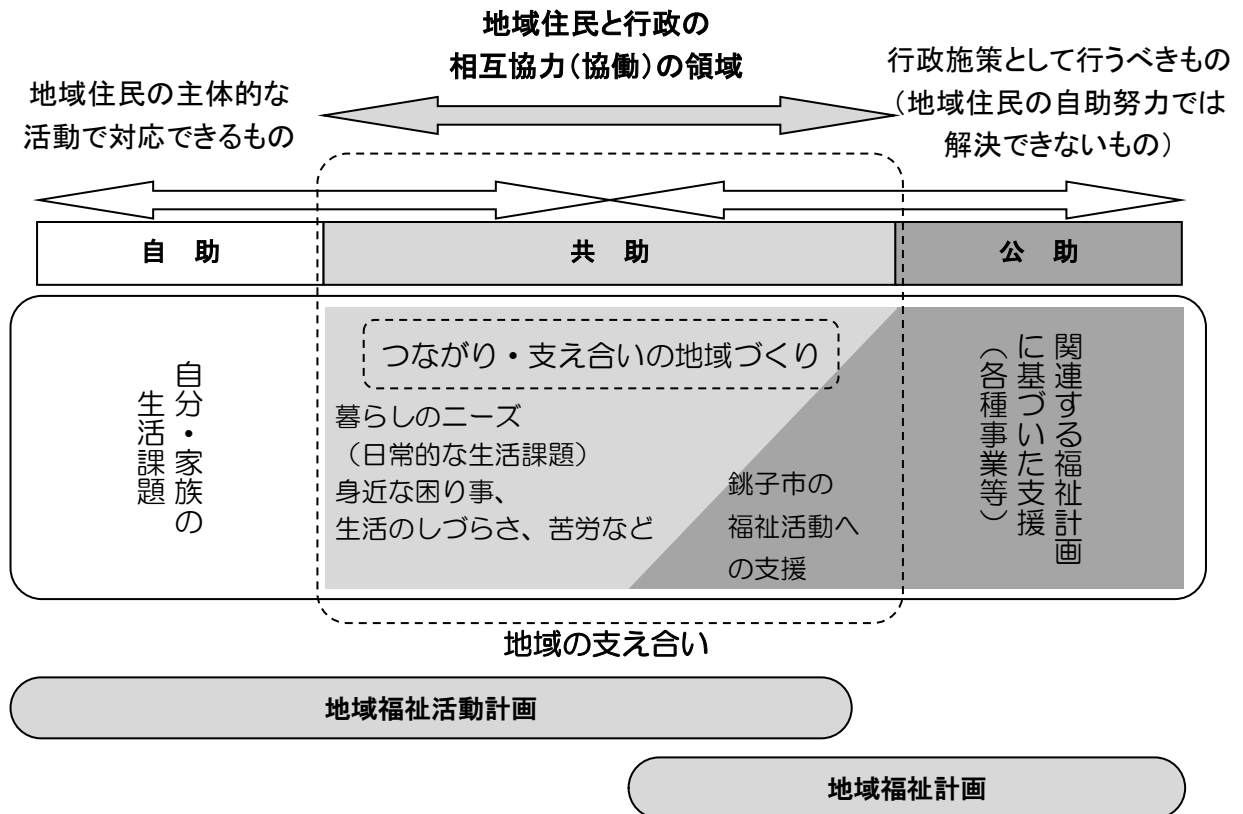 地域住民と行政の
相互協力（協働）の領域
地域住民の主体的な
活動で対応できるもの
行政施策として行うべきもの
（地域住民の自助努力では
解決できないもの）
自　助
共　助
公　助
自分・家族の
生活課題
つながり・支え合いの地域づくり
暮らしのニーズ
（日常的な生活課題）
身近な困り事、
生活のしづらさ、苦労など
銚子市の
福祉活動へ
の支援
関連する福祉計画
に基づいた支援
（各種事業等）
地域の支え合い
地域福祉活動計画
地域福祉計画